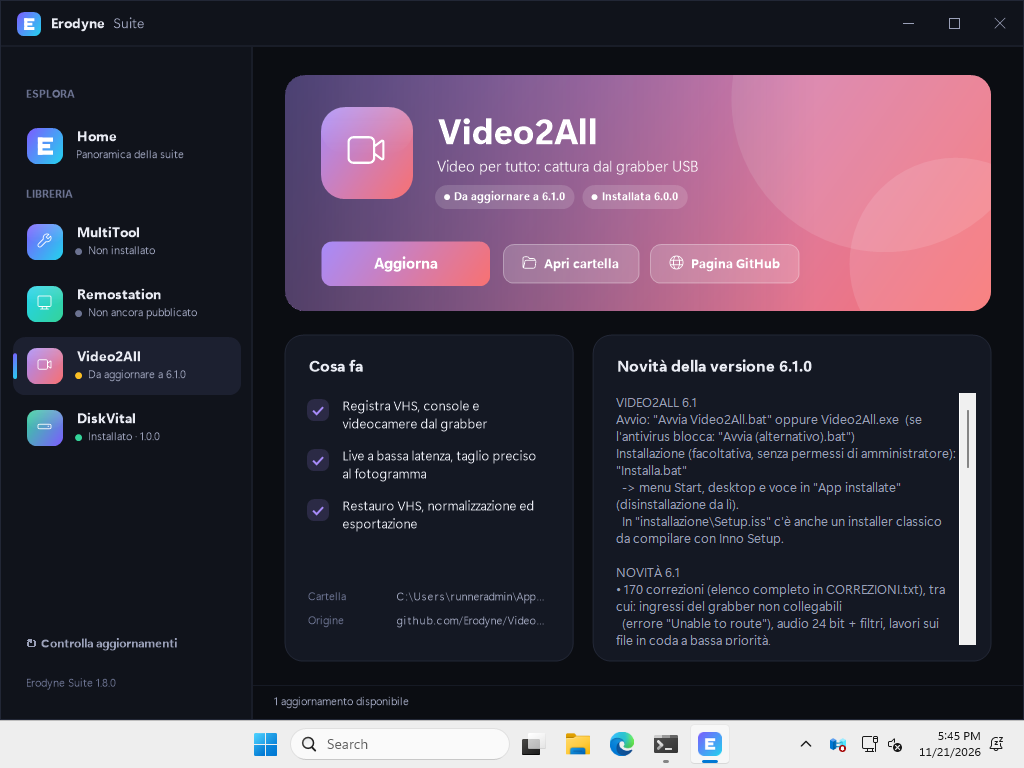 Erodyne Suite
ESPLORA
Home
Panoramica della suite
LIBRERIA
MultiTool
Non installato
Remostation
Non ancora pubblicato
Video2All
Da aggiornare a 6.1.0
DiskVital
Installato · 1.0.0
Controlla aggiornamenti
Erodyne Suite 1.8.0
Video2All
Video per tutto: cattura dal grabber USB
Da aggiornare a 6.1.0
Installata 6.0.0
Aggiorna
Apri cartella
Pagina GitHub
Cosa fa
Registra VHS, console e
videocamere dal grabber
Live a bassa latenza, taglio preciso
al fotogramma
Restauro VHS, normalizzazione ed
esportazione
Cartella C:\Users\runneradmin\App...
Origine github.com/Erodyne/Video...
Novità della versione 6.1.0
VIDEO2ALL 6.1
Avvio: "Avvia Video2All.bat" oppure Video2All.exe (se
l'antivirus blocca: "Avvia (alternativo).bat")
Installazione (facoltativa, senza permessi di amministratore):
"Installa.bat"
-> menu Start, desktop e voce in "App installate"
(disinstallazione da lì).
In "installazione\Setup.iss" c'è anche un installer classico
da compilare con Inno Setup.
NOVITÀ 6.1
• 170 correzioni (elenco completo in CORREZIONI.txt), tra
cui: ingressi del grabber non collegabili
(errore "Unable to route"), audio 24 bit + filtri, lavori sui
file in coda a bassa priorità.
1 aggiornamento disponibile
Search
5:45 PM
11/21/2026